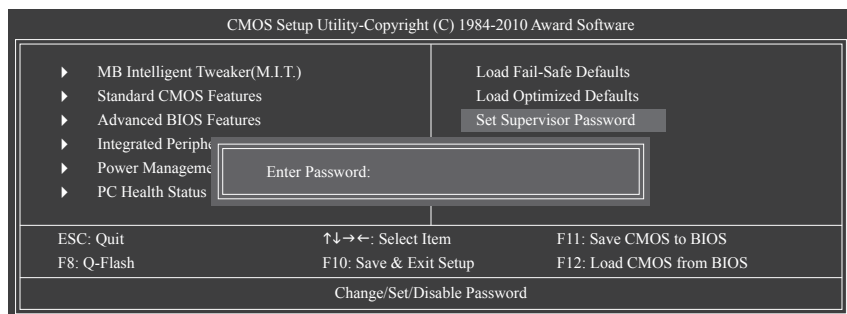 CMOS Setup Utility-Copyright (C) 1984-2010 Award Software
MB Intelligent Tweaker(M.I.T.)
Standard CMOS Features
Advanced BIOS Features
Integrated Periphe
Power Manageme
PC Health Status
Load Fail-Safe Defaults
Load Optimized Defaults
Set Supervisor Password
Enter Password:
ESC: Quit ↑↓→←: Select Item F11: Save CMOS to BIOS
F8: Q-Flash F10: Save & Exit Setup F12: Load CMOS from BIOS
Change/Set/Disable Password